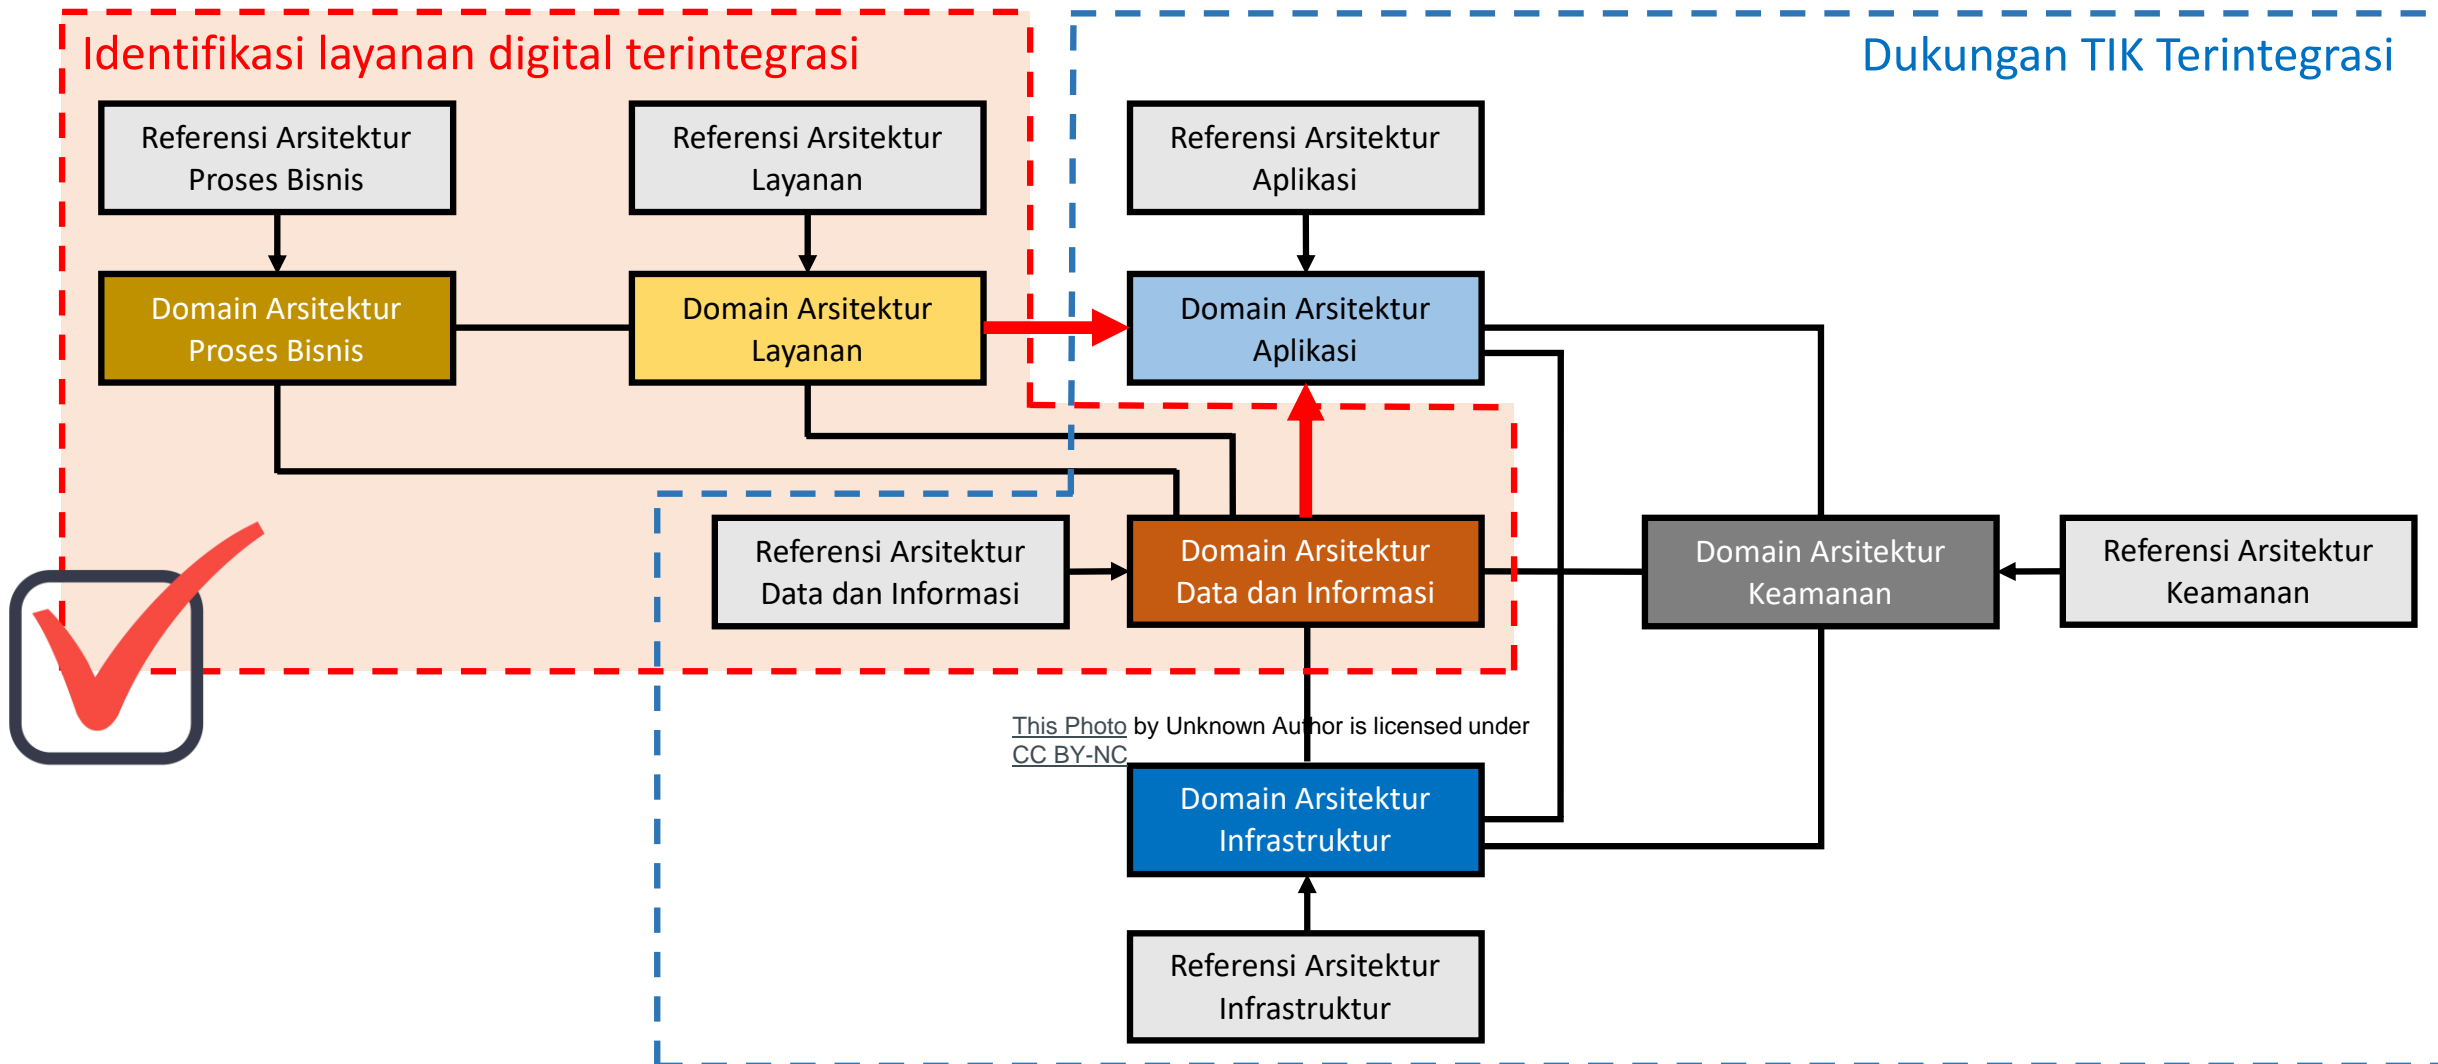 Identifikasi layanan digital terintegrasi
Dukungan TIK Terintegrasi
Referensi Arsitektur
Proses Bisnis
Referensi Arsitektur
Layanan
Referensi Arsitektur
Aplikasi
Domain Arsitektur
Proses Bisnis
Domain Arsitektur
Layanan
Domain Arsitektur
Aplikasi
Referensi Arsitektur
Data dan Informasi
Domain Arsitektur
Data dan Informasi
Domain Arsitektur
Keamanan
Referensi Arsitektur
Keamanan
This Photo by Unknown Author is licensed under
CC BY-NC
Domain Arsitektur
Infrastruktur
Referensi Arsitektur
Infrastruktur